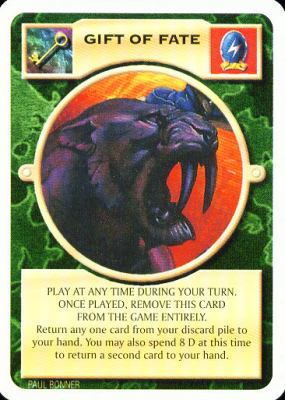 GIFT OF FATE
PLAY AT ANY TIME DURING YOUR TURN.
ONCE PLAYED, REMOVE THIS CARD
FROM THE GAME ENTIRELY.
Return any one card from your discard pile to
your hand. You may also spend 8 D at this time
to return a second card to your hand.
PAUL BONNER